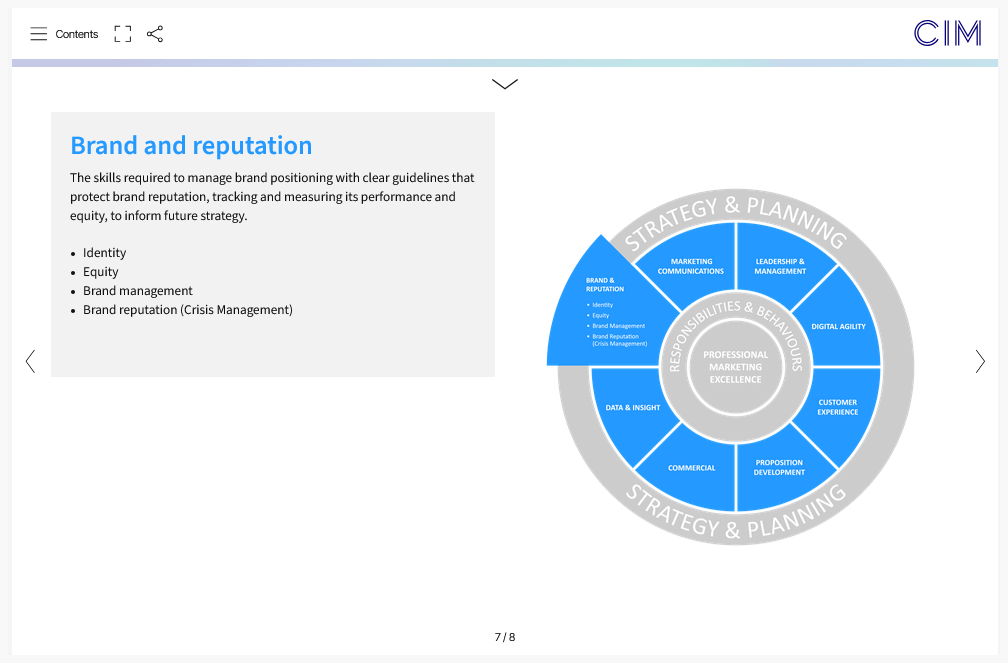 Contents
CIM
Brand and reputation
The skills required to manage brand positioning with clear guidelines that
protect brand reputation, tracking and measuring its performance and
equity, to inform future strategy.
• Identity
• Equity
• Brand management
• Brand reputation (Crisis Management)
STRATEGY & PLANNING
MARKETING
COMMUNICATIONS
LEADERSHIP &
MANAGEMENT
BRAND &
REPUTATION
• Identity
• Equity
• Brand Management
• Brand Reputation
(Crisis Management)
DIGITAL AGILITY
RESPONSIBILITIES & BEHAVIOURS
PROFESSIONAL
MARKETING
EXCELLENCE
DATA & INSIGHT
CUSTOMER
EXPERIENCE
COMMERCIAL
PROPOSITION
DEVELOPMENT
STRATEGY & PLANNING
7 / 8